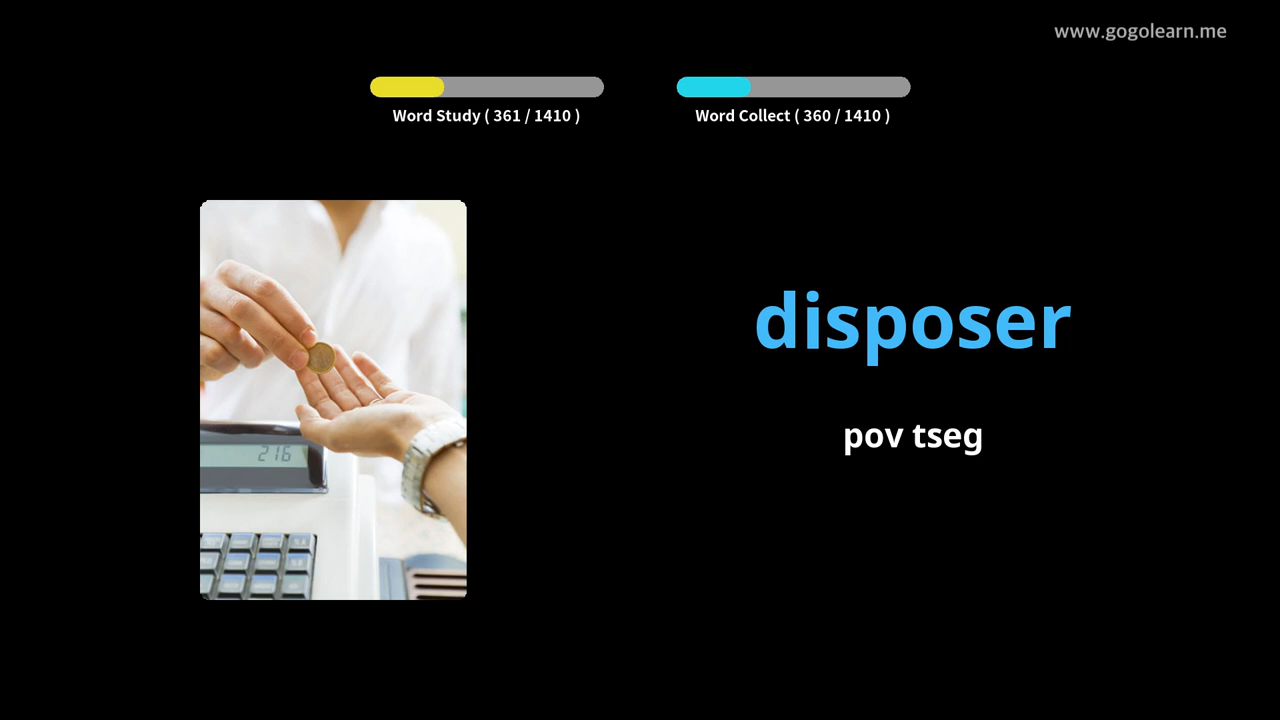 www.gogolearn.me
Word Study ( 361 / 1410 )
Word Collect ( 360 / 1410 )
disposer
pov tseg
216